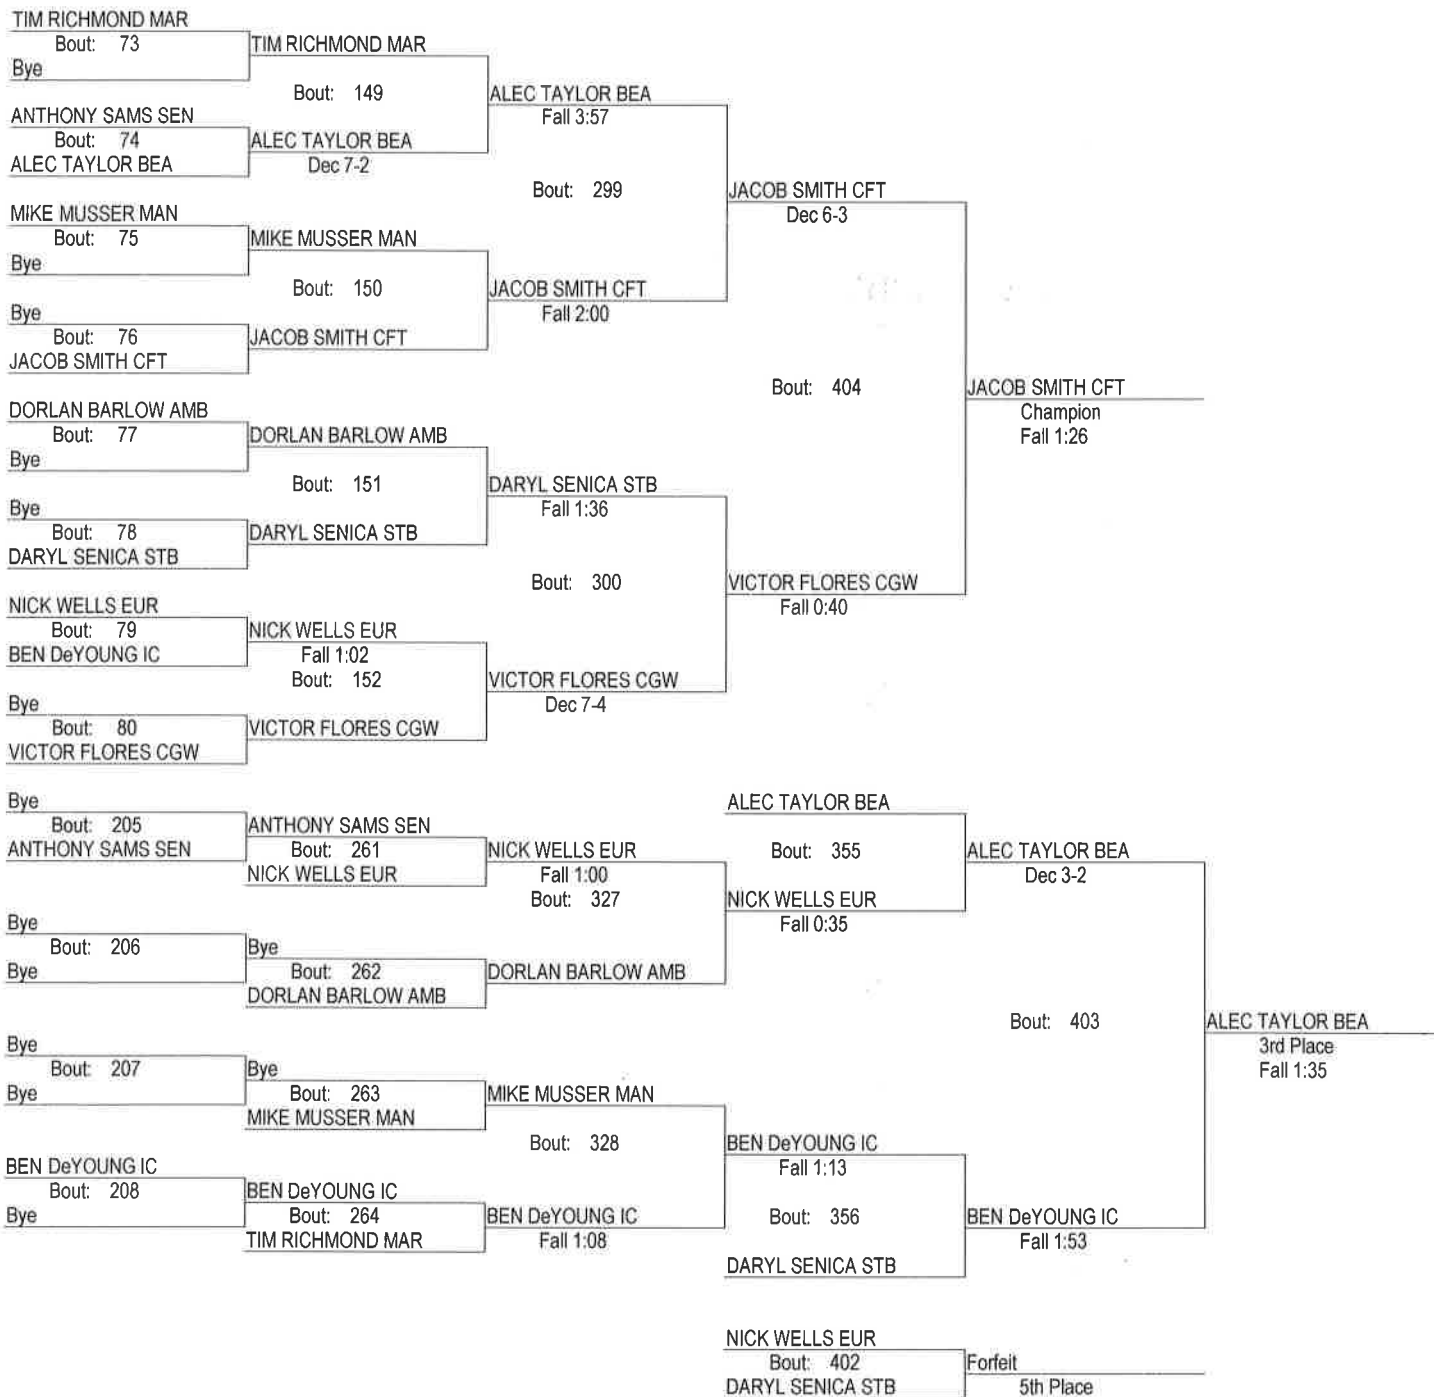 TIM RICHMOND MAR
Bout: 73
Bye
TIM RICHMOND MAR
Bout: 149
ANTHONY SAMS SEN
Bout: 74
ALEC TAYLOR BEA
ALEC TAYLOR BEA
Dec 7-2
ALEC TAYLOR BEA
Fall 3:57
Bout: 299
MIKE MUSSER MAN
Bout: 75
Bye
MIKE MUSSER MAN
Bout: 150
Bye
Bout: 76
JACOB SMITH CFT
JACOB SMITH CFT
JACOB SMITH CFT
Fall 2:00
JACOB SMITH CFT
Dec 6-3
Bout: 404
JACOB SMITH CFT
Champion
Fall 1:26
DORLAN BARLOW AMB
Bout: 77
Bye
DORLAN BARLOW AMB
Bout: 151
Bye
Bout: 78
DARYL SENICA STB
DARYL SENICA STB
DARYL SENICA STB
Fall 1:36
Bout: 300
NICK WELLS EUR
Bout: 79
BEN DeYOUNG IC
NICK WELLS EUR
Fall 1:02
Bout: 152
Bye
Bout: 80
VICTOR FLORES CGW
VICTOR FLORES CGW
VICTOR FLORES CGW
Dec 7-4
VICTOR FLORES CGW
Fall 0:40
Bye
Bout: 205
ANTHONY SAMS SEN
ANTHONY SAMS SEN
Bout: 261
NICK WELLS EUR
NICK WELLS EUR
Fall 1:00
Bout: 327
Bye
Bout: 206
Bye
Bye
Bout: 262
DORLAN BARLOW AMB
DORLAN BARLOW AMB
ALEC TAYLOR BEA
Bout: 355
NICK WELLS EUR
Fall 0:35
ALEC TAYLOR BEA
Dec 3-2
Bout: 403
ALEC TAYLOR BEA
3rd Place
Fall 1:35
Bye
Bout: 207
Bye
Bye
Bout: 263
MIKE MUSSER MAN
MIKE MUSSER MAN
Bout: 328
BEN DeYOUNG IC
Bout: 208
Bye
BEN DeYOUNG IC
Bout: 264
TIM RICHMOND MAR
BEN DeYOUNG IC
Fall 1:08
BEN DeYOUNG IC
Fall 1:13
Bout: 356
DARYL SENICA STB
BEN DeYOUNG IC
Fall 1:53
NICK WELLS EUR
Bout: 402
DARYL SENICA STB
Forfeit
5th Place